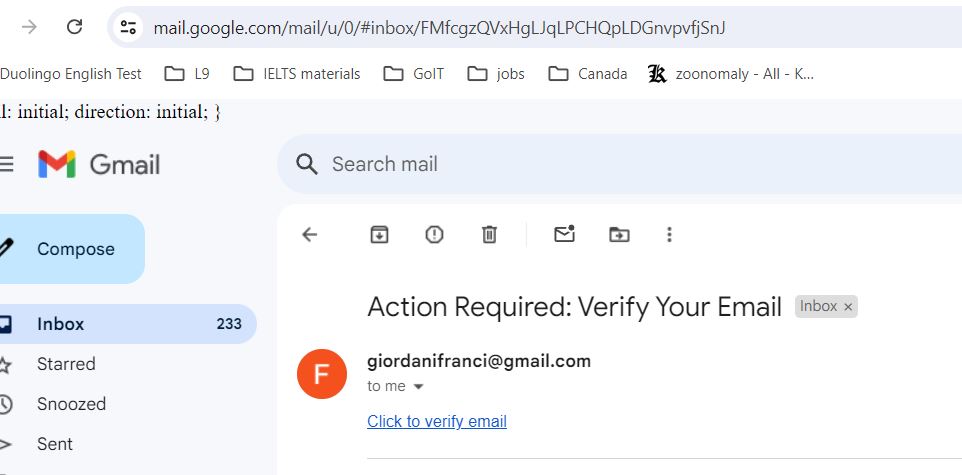 mail.google.com/mail/u/0/#inbox/FMfcgzQVxHgLJqLPCHQpLDGnvpvfjSnJ
Duolingo English Test L9 IELTS materials GoIT jobs Canada zoonomaly - All - K...
l: initial; direction: initial; }
Gmail
Search mail
Compose
Action Required: Verify Your Email Inbox ×
Inbox 233
giordanifranci@gmail.com
Starred
F
to me
Snoozed
Click to verify email
Sent